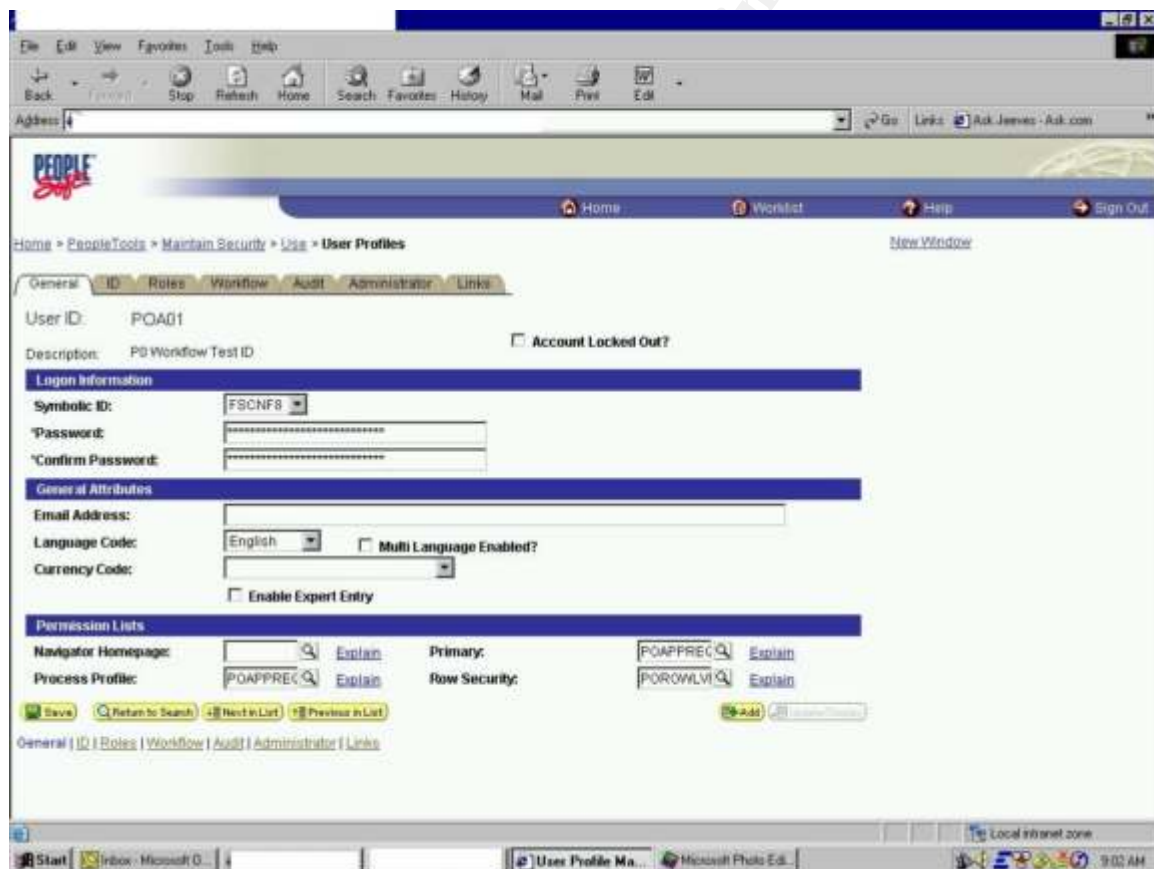 File Edit View Favorites Tools Help
Back Forward Stop Refresh Home Search Favorites History Mail Print Edit
Address Go Links Ask Jeeves - Ask.com
PEOPLE Soft
Home Worklist Help Sign Out
Home > PeopleTools > Maintain Security > Use > User Profiles New Window
General ID Roles Workflow Audit Administrator Links
User ID: POA01
Account Locked Out?
Description: PO Workflow Test ID
Logon Information
Symbolic ID: FSCNF8
*Password: ******************************
*Confirm Password: ******************************
General Attributes
Email Address:
Language Code: English Multi Language Enabled?
Currency Code:
Enable Expert Entry
Permission Lists
Navigator Homepage: Explain Primary: POAPPREQ Explain
Process Profile: POAPPREQ Explain Row Security: POROWLV Explain
Save Return to Search Next in List Previous in List Add
General | ID | Roles | Workflow | Audit | Administrator | Links
Local intranet zone
Start Inbox - Microsoft O... User Profile Ma... Microsoft Photo Edi... 9:02 AM